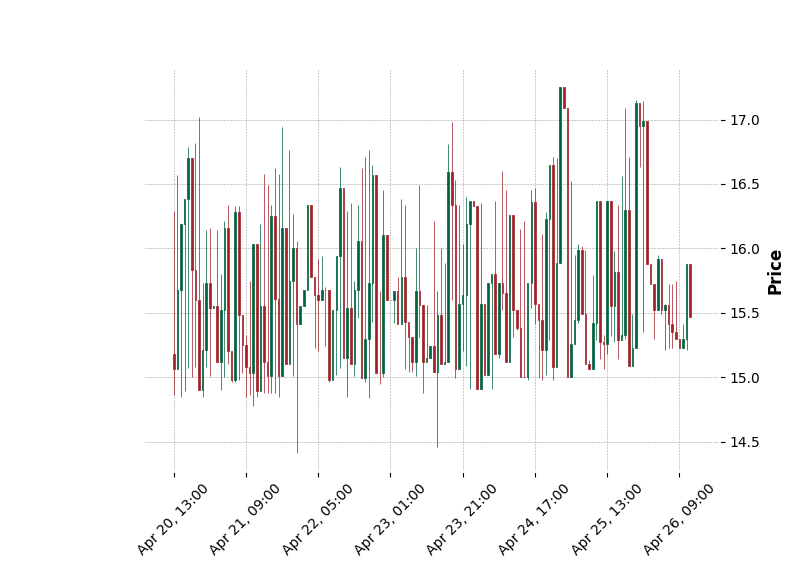 17.0
16.5
16.0
15.5
15.0
14.5
Price
Apr 20, 13:00
Apr 21, 09:00
Apr 22, 05:00
Apr 23, 01:00
Apr 23, 21:00
Apr 24, 17:00
Apr 25, 13:00
Apr 26, 09:00